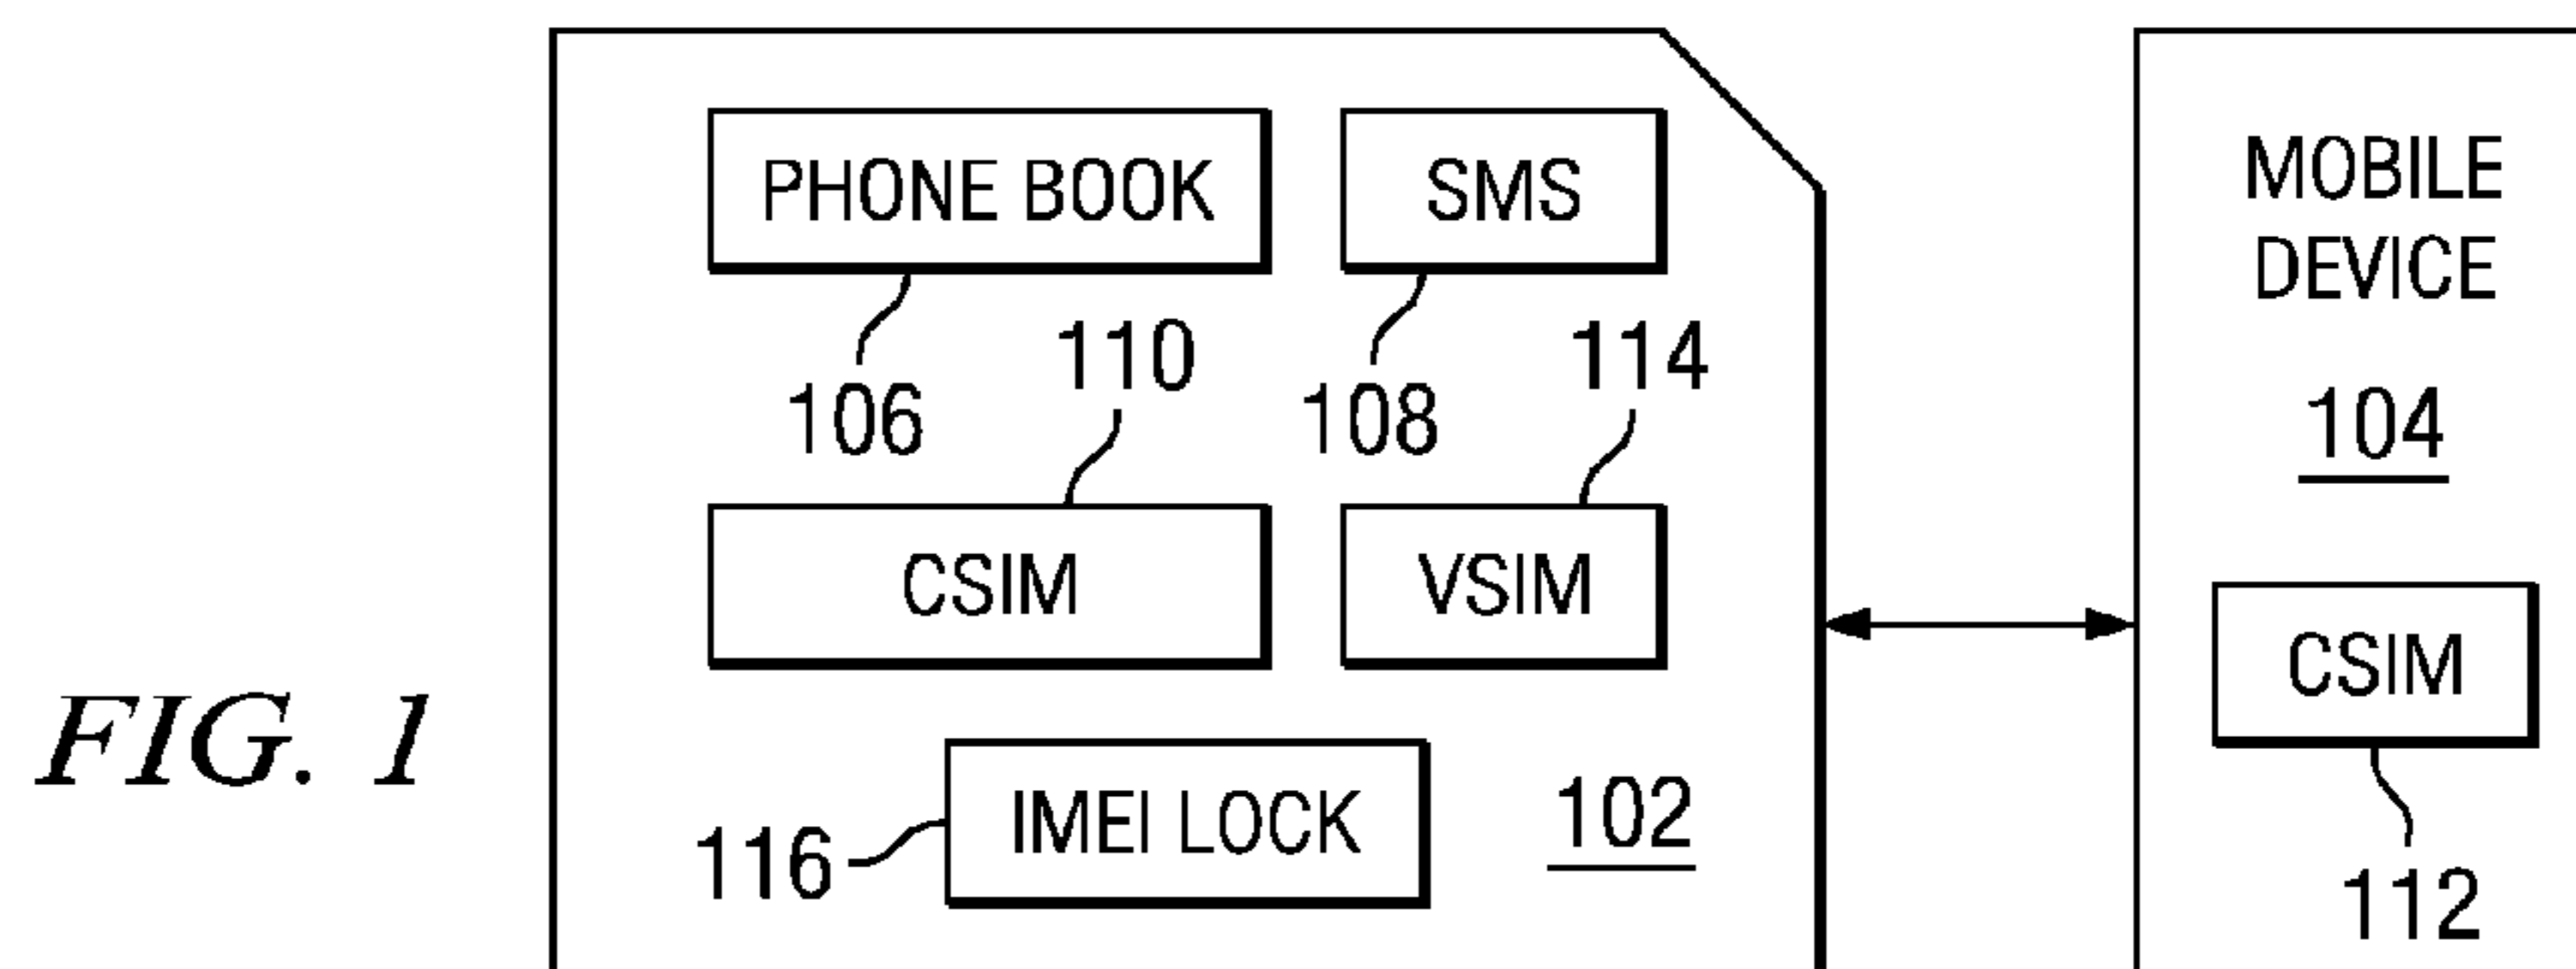 PHONE BOOK
SMS
106
110
108
114
CSIM
VSIM
116
IMEI LOCK
102
MOBILE
DEVICE
104
CSIM
112
FIG. 1